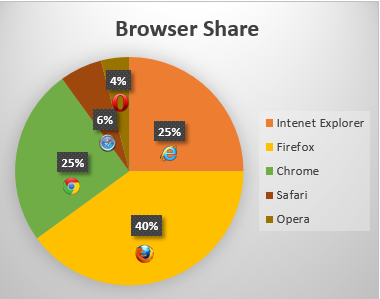 Browser Share
4%
6%
25%
25%
40%
Intenet Explorer
Firefox
Chrome
Safari
Opera